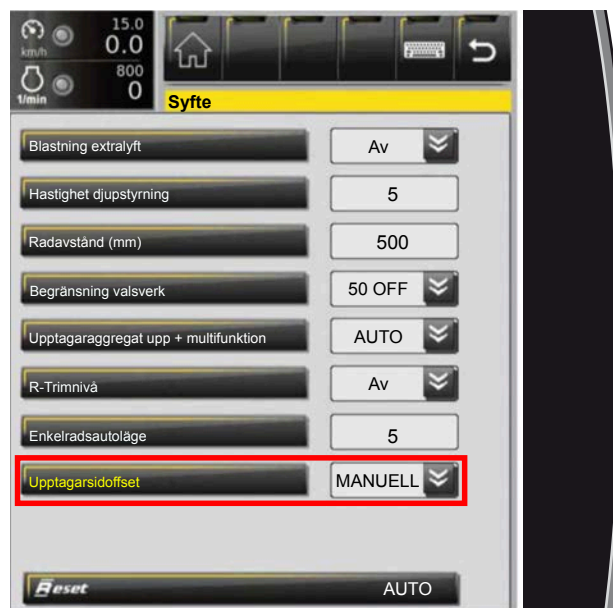 15.0
km/h 0.0
800
1/min 0
Syfte
Blastning extralyft Av
Hastighet djupstyrning 5
Radavstånd (mm) 500
Begränsning valsverk 50 OFF
Upptagaraggregat upp + multifunktion AUTO
R-Trimnivå Av
Enkelradsautoläge 5
Upptagarsidoffset MANUELL
Reset AUTO